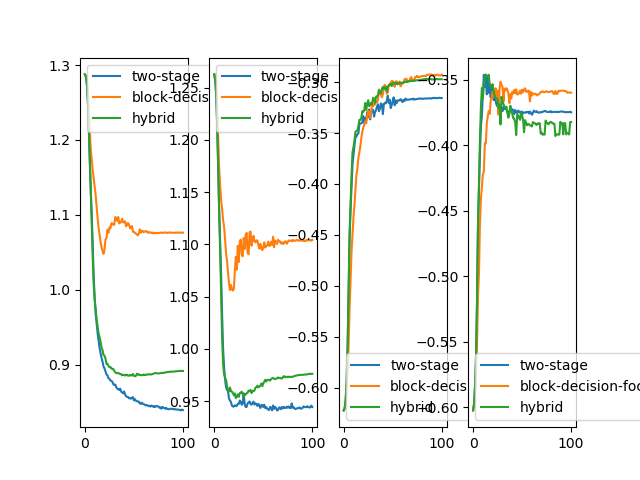 1.3
1.2
1.1
1.0
0.9
0 100
two-stage
block-decis
hybrid
1.25
1.20
1.15
1.10
1.05
1.00
0.95
0 100
two-stage
block-decis
hybrid
−0.30
−0.35
−0.40
−0.45
−0.50
−0.55
−0.60
0 100
two-stage
block-decis
hybrid
−0.35
−0.40
−0.45
−0.50
−0.55
−0.60
0 100
two-stage
block-decision-foc
hybrid